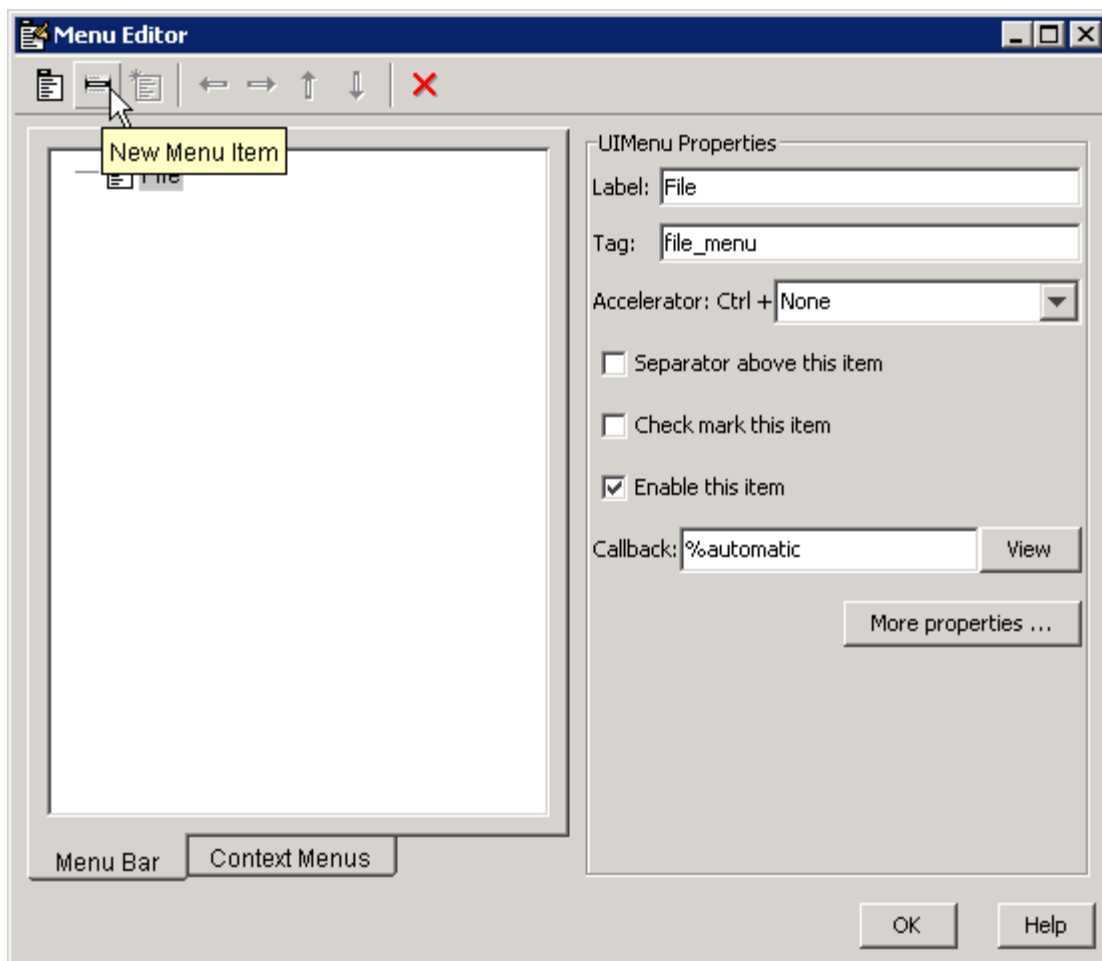 Menu Editor
New Menu Item
File
UIMenu Properties
Label: File
Tag: file_menu
Accelerator: Ctrl + None
Separator above this item
Check mark this item
Enable this item
Callback: %automatic View
More properties ...
Menu Bar Context Menus
OK Help